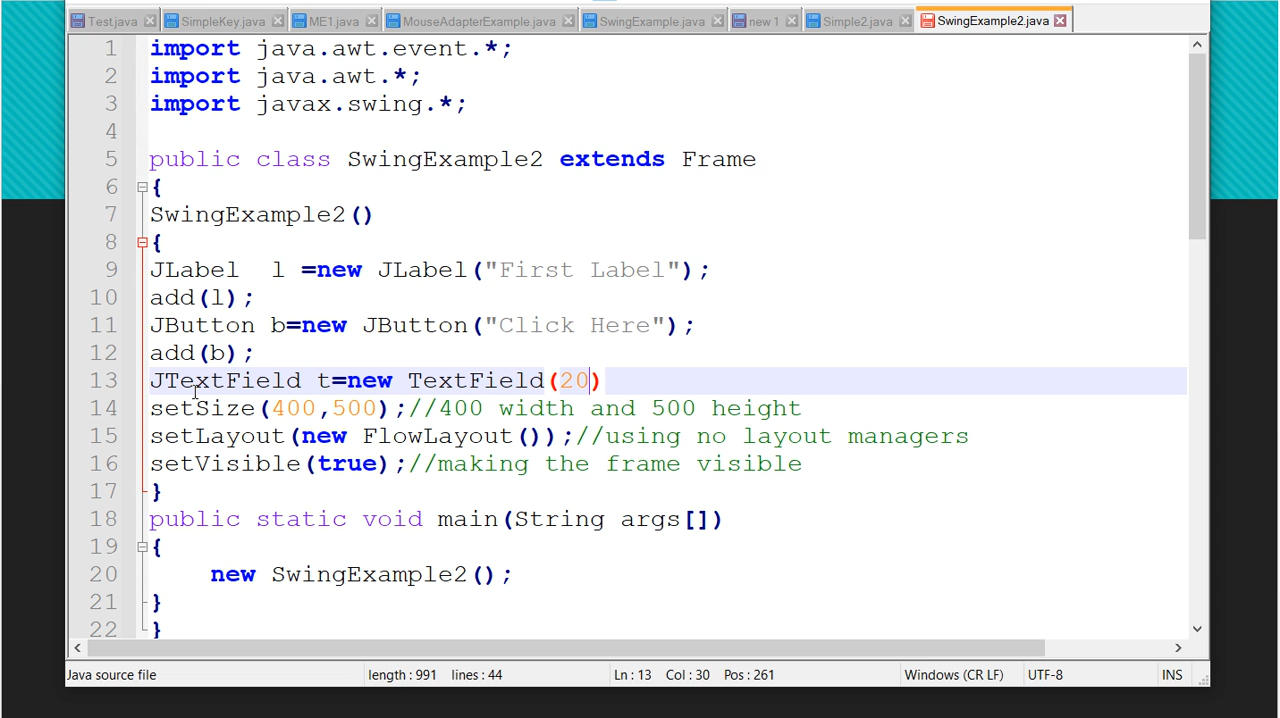 Test.java SimpleKey.java ME1.java MouseAdapterExample.java SwingExample.java new 1 Simple2.java SwingExample2.java
1 import java.awt.event.*;
2 import java.awt.*;
3 import javax.swing.*;
4
5 public class SwingExample2 extends Frame
6 {
7 SwingExample2()
8 {
9 JLabel  l =new JLabel("First Label");
10 add(l);
11 JButton b=new JButton("Click Here");
12 add(b);
13 JTextField t=new TextField(20)
14 setSize(400,500);//400 width and 500 height
15 setLayout(new FlowLayout());//using no layout managers
16 setVisible(true);//making the frame visible
17 }
18 public static void main(String args[])
19 {
20     new SwingExample2();
21 }
22 }
Java source file length : 991 lines : 44 Ln : 13 Col : 30 Pos : 261 Windows (CR LF) UTF-8 INS